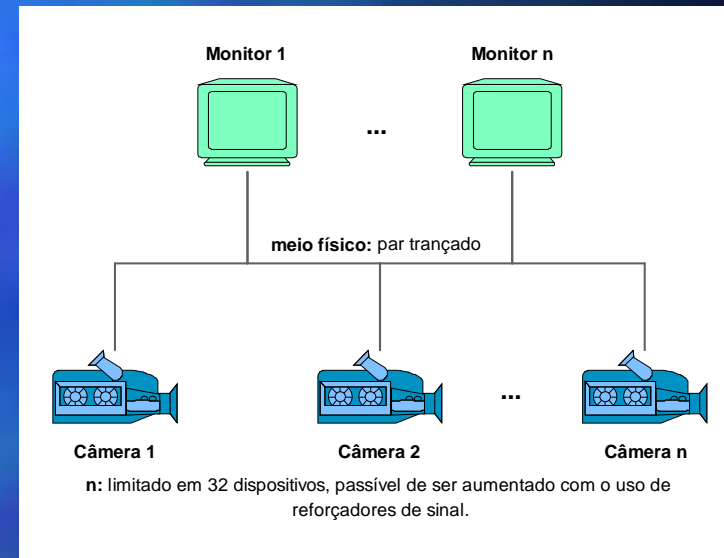 Monitor 1
Monitor n
...
meio físico: par trançado
...
Câmera 1
Câmera 2
Câmera n
n: limitado em 32 dispositivos, passível de ser aumentado com o uso de
reforçadores de sinal.